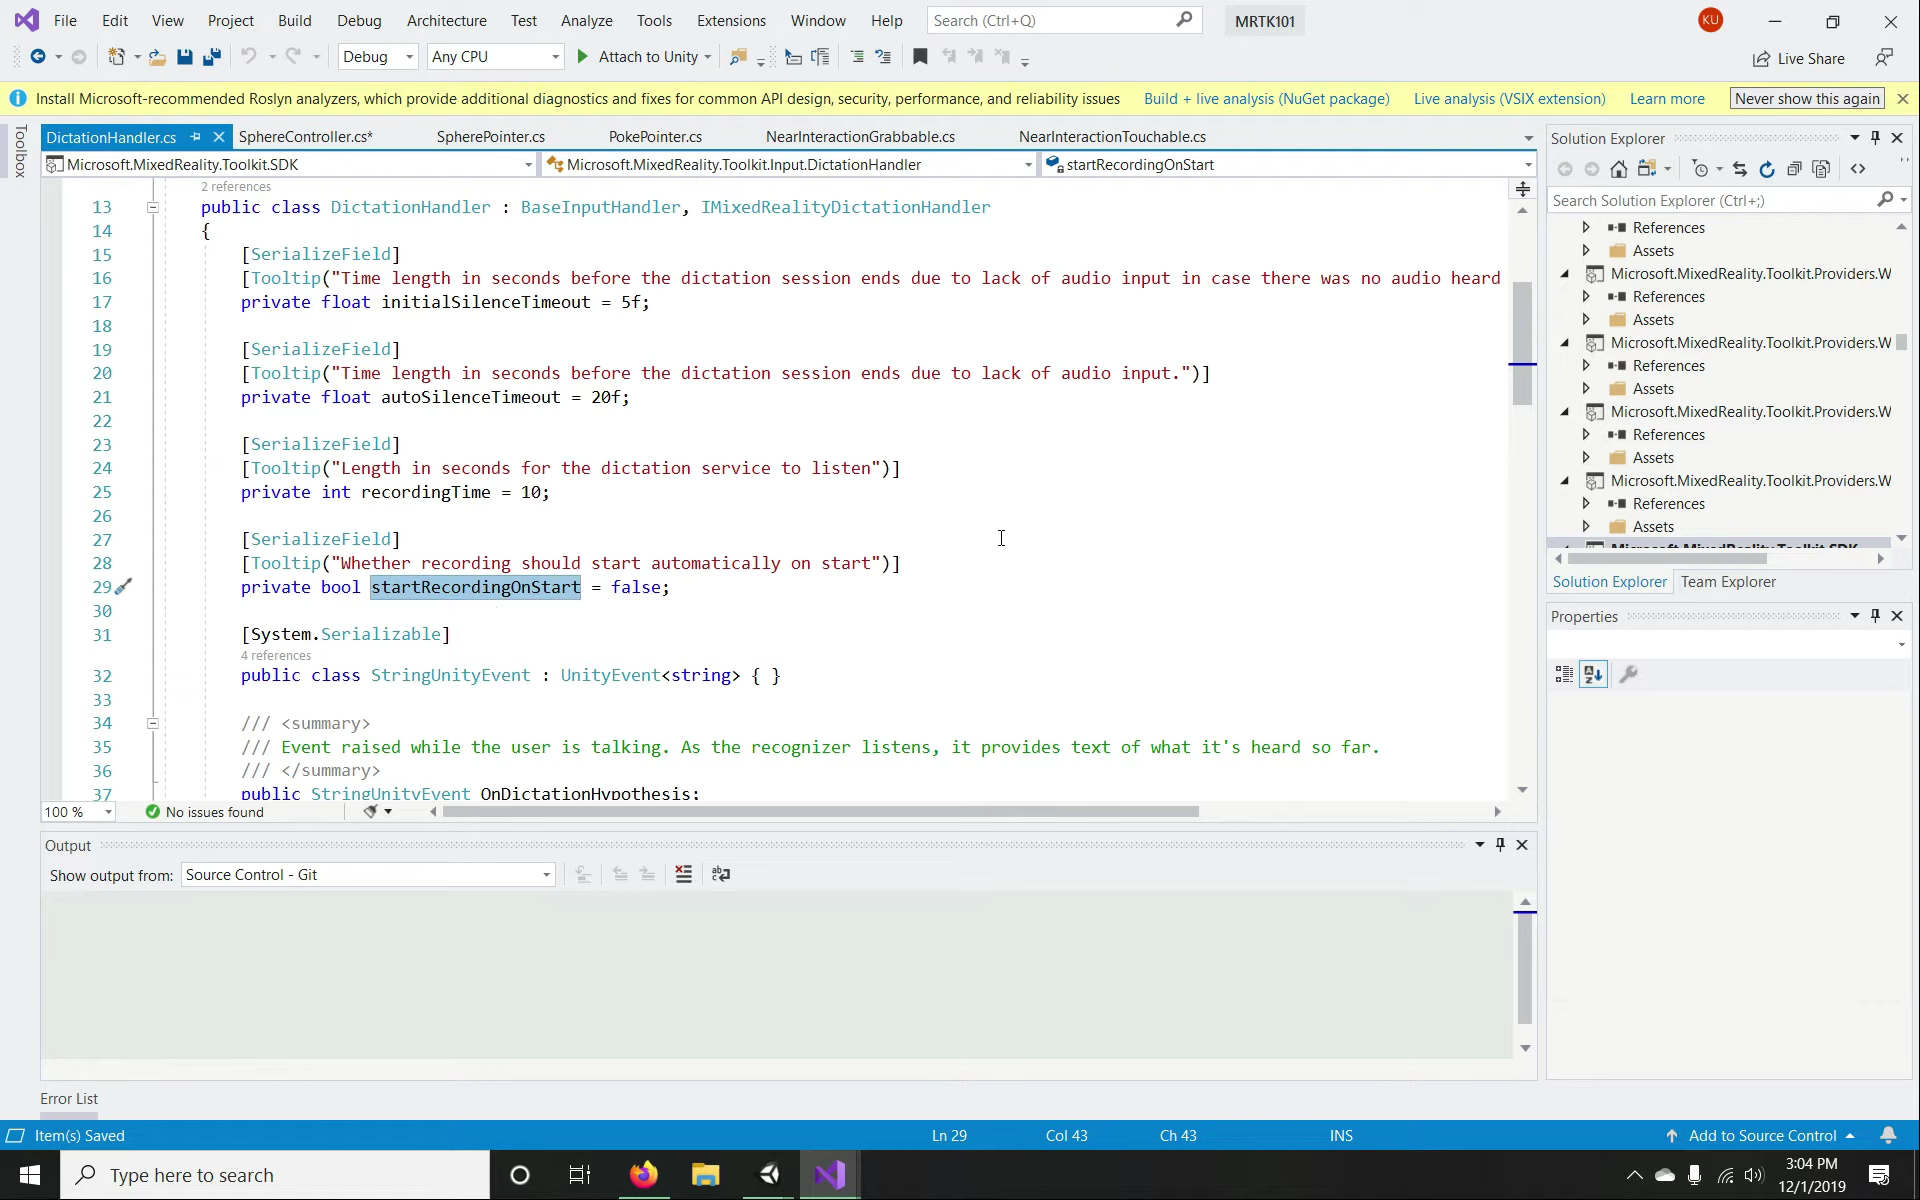 File Edit View Project Build Debug Architecture Test Analyze Tools Extensions Window Help Search (Ctrl+Q) MRTK101 KU
Debug Any CPU Attach to Unity Live Share
Install Microsoft-recommended Roslyn analyzers, which provide additional diagnostics and fixes for common API design, security, performance, and reliability issues Build + live analysis (NuGet package) Live analysis (VSIX extension) Learn more Never show this again
Toolbox
DictationHandler.cs SphereController.cs* SpherePointer.cs PokePointer.cs NearInteractionGrabbable.cs NearInteractionTouchable.cs
Microsoft.MixedReality.Toolkit.SDK Microsoft.MixedReality.Toolkit.Input.DictationHandler startRecordingOnStart
2 references
13 public class DictationHandler : BaseInputHandler, IMixedRealityDictationHandler
14 {
15 [SerializeField]
16 [Tooltip("Time length in seconds before the dictation session ends due to lack of audio input in case there was no audio heard
17 private float initialSilenceTimeout = 5f;
18
19 [SerializeField]
20 [Tooltip("Time length in seconds before the dictation session ends due to lack of audio input.")]
21 private float autoSilenceTimeout = 20f;
22
23 [SerializeField]
24 [Tooltip("Length in seconds for the dictation service to listen")]
25 private int recordingTime = 10;
26
27 [SerializeField]
28 [Tooltip("Whether recording should start automatically on start")]
29 private bool startRecordingOnStart = false;
30
31 [System.Serializable]
4 references
32 public class StringUnityEvent : UnityEvent<string> { }
33
34 /// <summary>
35 /// Event raised while the user is talking. As the recognizer listens, it provides text of what it's heard so far.
36 /// </summary>
37 public StringUnityEvent OnDictationHypothesis;
100 % No issues found
Output
Show output from: Source Control - Git
Error List
Solution Explorer
Search Solution Explorer (Ctrl+;)
References
Assets
Microsoft.MixedReality.Toolkit.Providers.W
References
Assets
Microsoft.MixedReality.Toolkit.Providers.W
References
Assets
Microsoft.MixedReality.Toolkit.Providers.W
References
Assets
Microsoft.MixedReality.Toolkit.Providers.W
References
Assets
Microsoft.MixedReality.Toolkit.SDK
Solution Explorer Team Explorer
Properties
Item(s) Saved Ln 29 Col 43 Ch 43 INS Add to Source Control
Type here to search 3:04 PM
12/1/2019